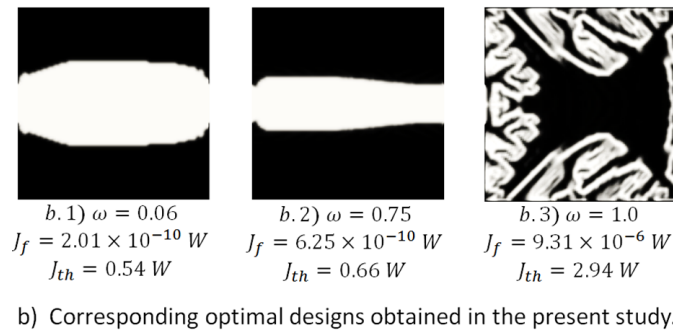 b. 1) ω = 0.06
J_f = 2.01 × 10⁻¹⁰ W
J_th = 0.54 W
b. 2) ω = 0.75
J_f = 6.25 × 10⁻¹⁰ W
J_th = 0.66 W
b. 3) ω = 1.0
J_f = 9.31 × 10⁻⁶ W
J_th = 2.94 W
b) Corresponding optimal designs obtained in the present study.